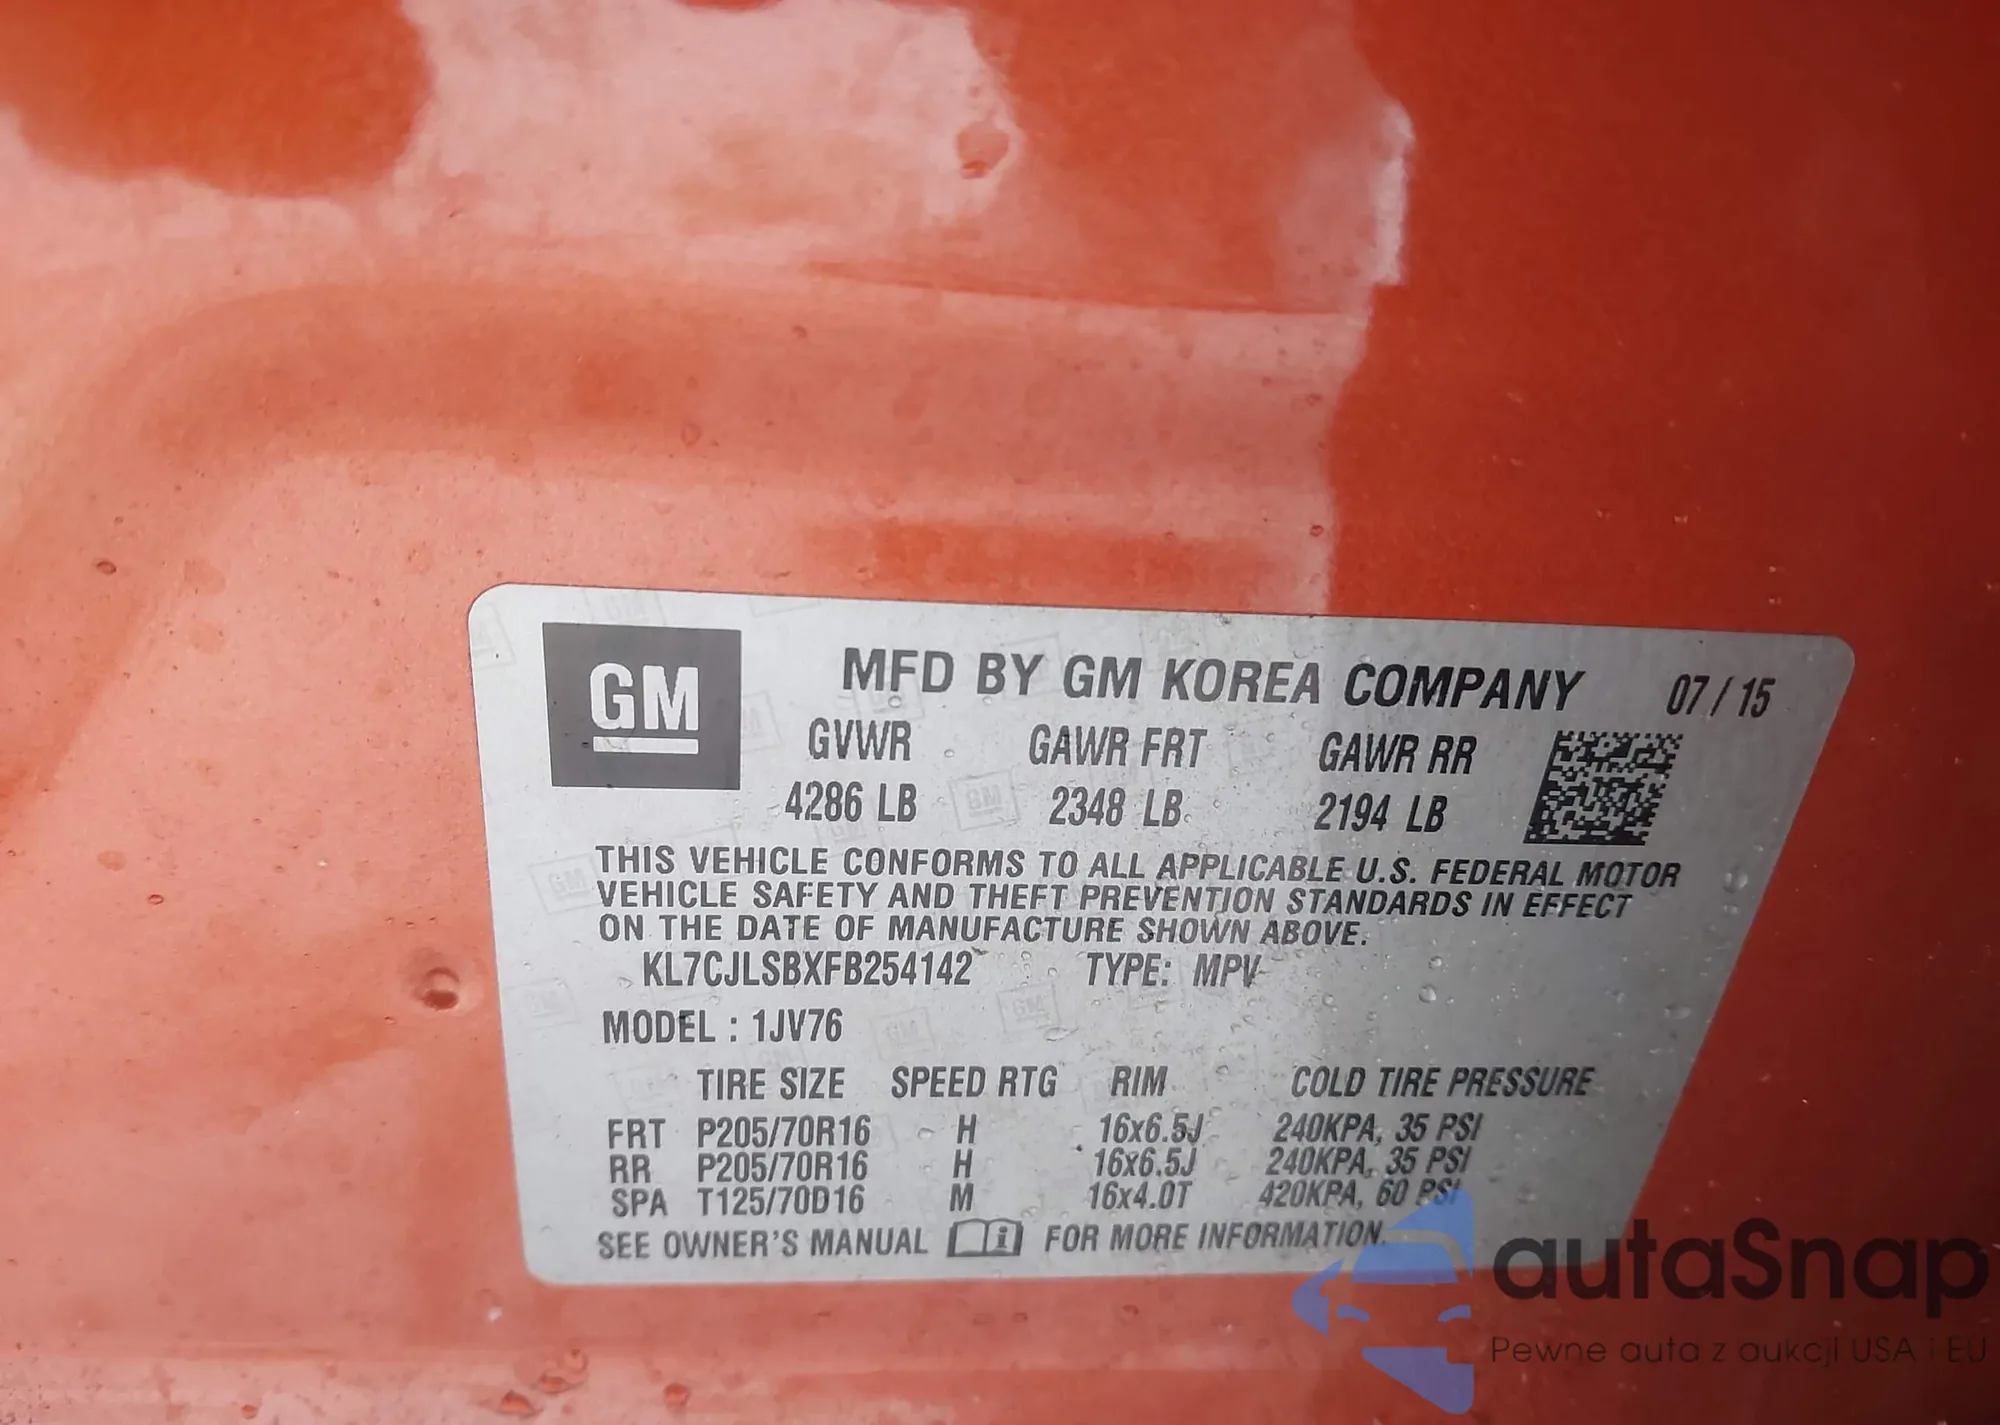 GM
MFD BY GM KOREA COMPANY 07/15
GVWR GAWR FRT GAWR RR
4286 LB 2348 LB 2194 LB
THIS VEHICLE CONFORMS TO ALL APPLICABLE U.S. FEDERAL MOTOR
VEHICLE SAFETY AND THEFT PREVENTION STANDARDS IN EFFECT
ON THE DATE OF MANUFACTURE SHOWN ABOVE.
KL7CJLSBXFB254142 TYPE: MPV
MODEL : 1JV76
TIRE SIZE SPEED RTG RIM COLD TIRE PRESSURE
FRT P205/70R16 H 16x6.5J 240KPA, 35 PSI
RR P205/70R16 H 16x6.5J 240KPA, 35 PSI
SPA T125/70D16 M 16x4.0T 420KPA, 60 PSI
SEE OWNER'S MANUAL i FOR MORE INFORMATION.
autaSnap
Pewne auta z aukcji USA i EU